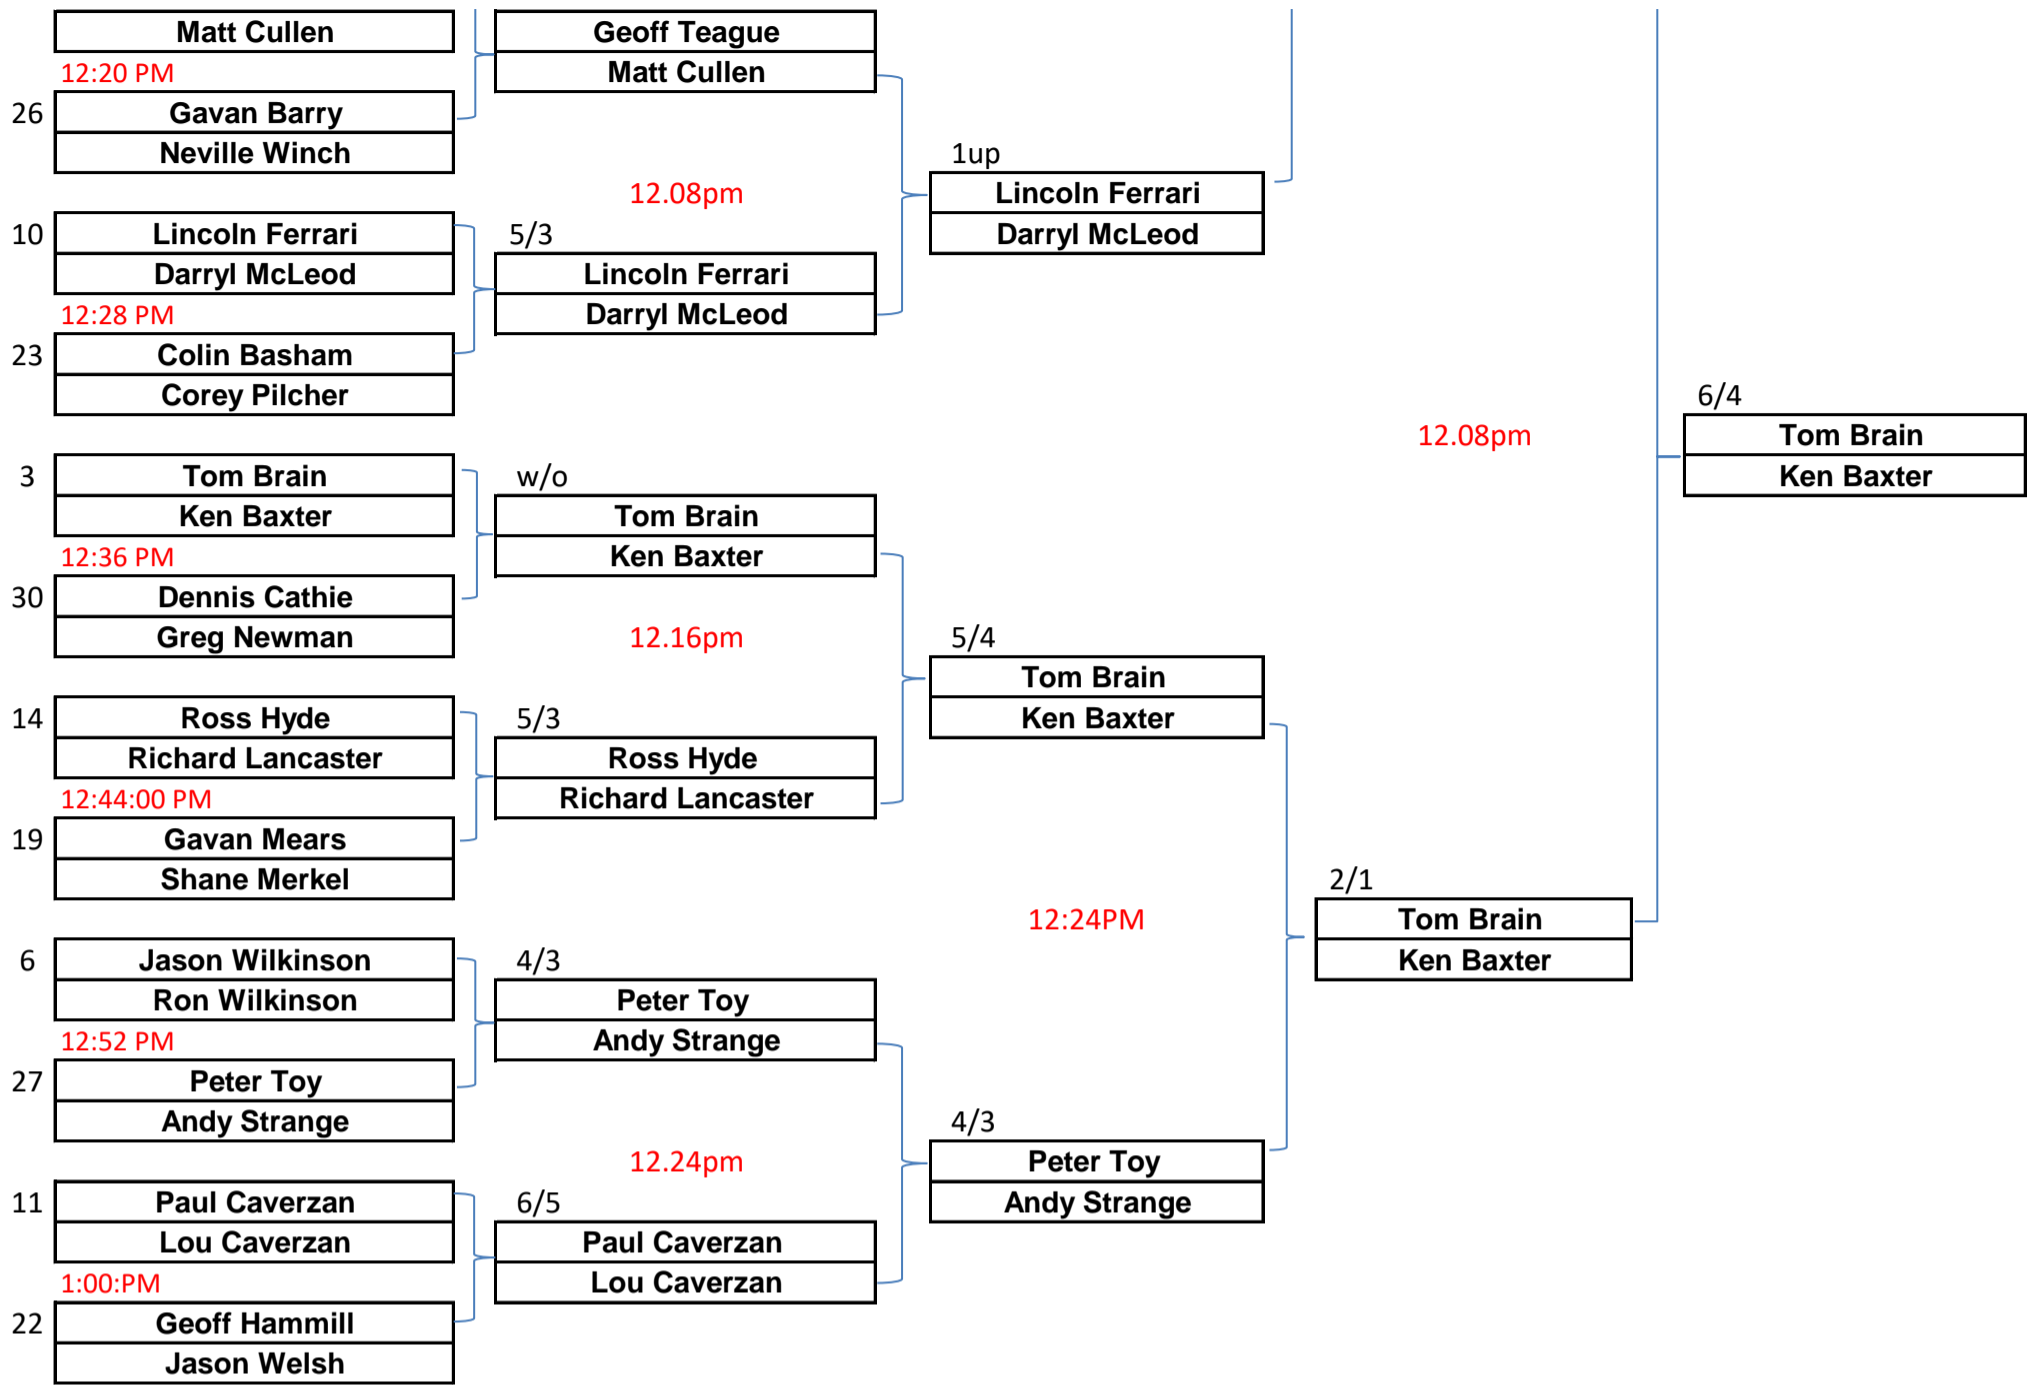 Matt Cullen
12:20 PM
26 Gavan Barry
Neville Winch
10 Lincoln Ferrari
Darryl McLeod
12:28 PM
23 Colin Basham
Corey Pilcher
3 Tom Brain
Ken Baxter
12:36 PM
30 Dennis Cathie
Greg Newman
14 Ross Hyde
Richard Lancaster
12:44:00 PM
19 Gavan Mears
Shane Merkel
6 Jason Wilkinson
Ron Wilkinson
12:52 PM
27 Peter Toy
Andy Strange
11 Paul Caverzan
Lou Caverzan
1:00:PM
22 Geoff Hammill
Jason Welsh
Geoff Teague
Matt Cullen
12.08pm
5/3
Lincoln Ferrari
Darryl McLeod
w/o
Tom Brain
Ken Baxter
12.16pm
5/3
Ross Hyde
Richard Lancaster
4/3
Peter Toy
Andy Strange
12.24pm
6/5
Paul Caverzan
Lou Caverzan
1up
Lincoln Ferrari
Darryl McLeod
5/4
Tom Brain
Ken Baxter
12:24PM
4/3
Peter Toy
Andy Strange
2/1
Tom Brain
Ken Baxter
12.08pm
6/4
Tom Brain
Ken Baxter